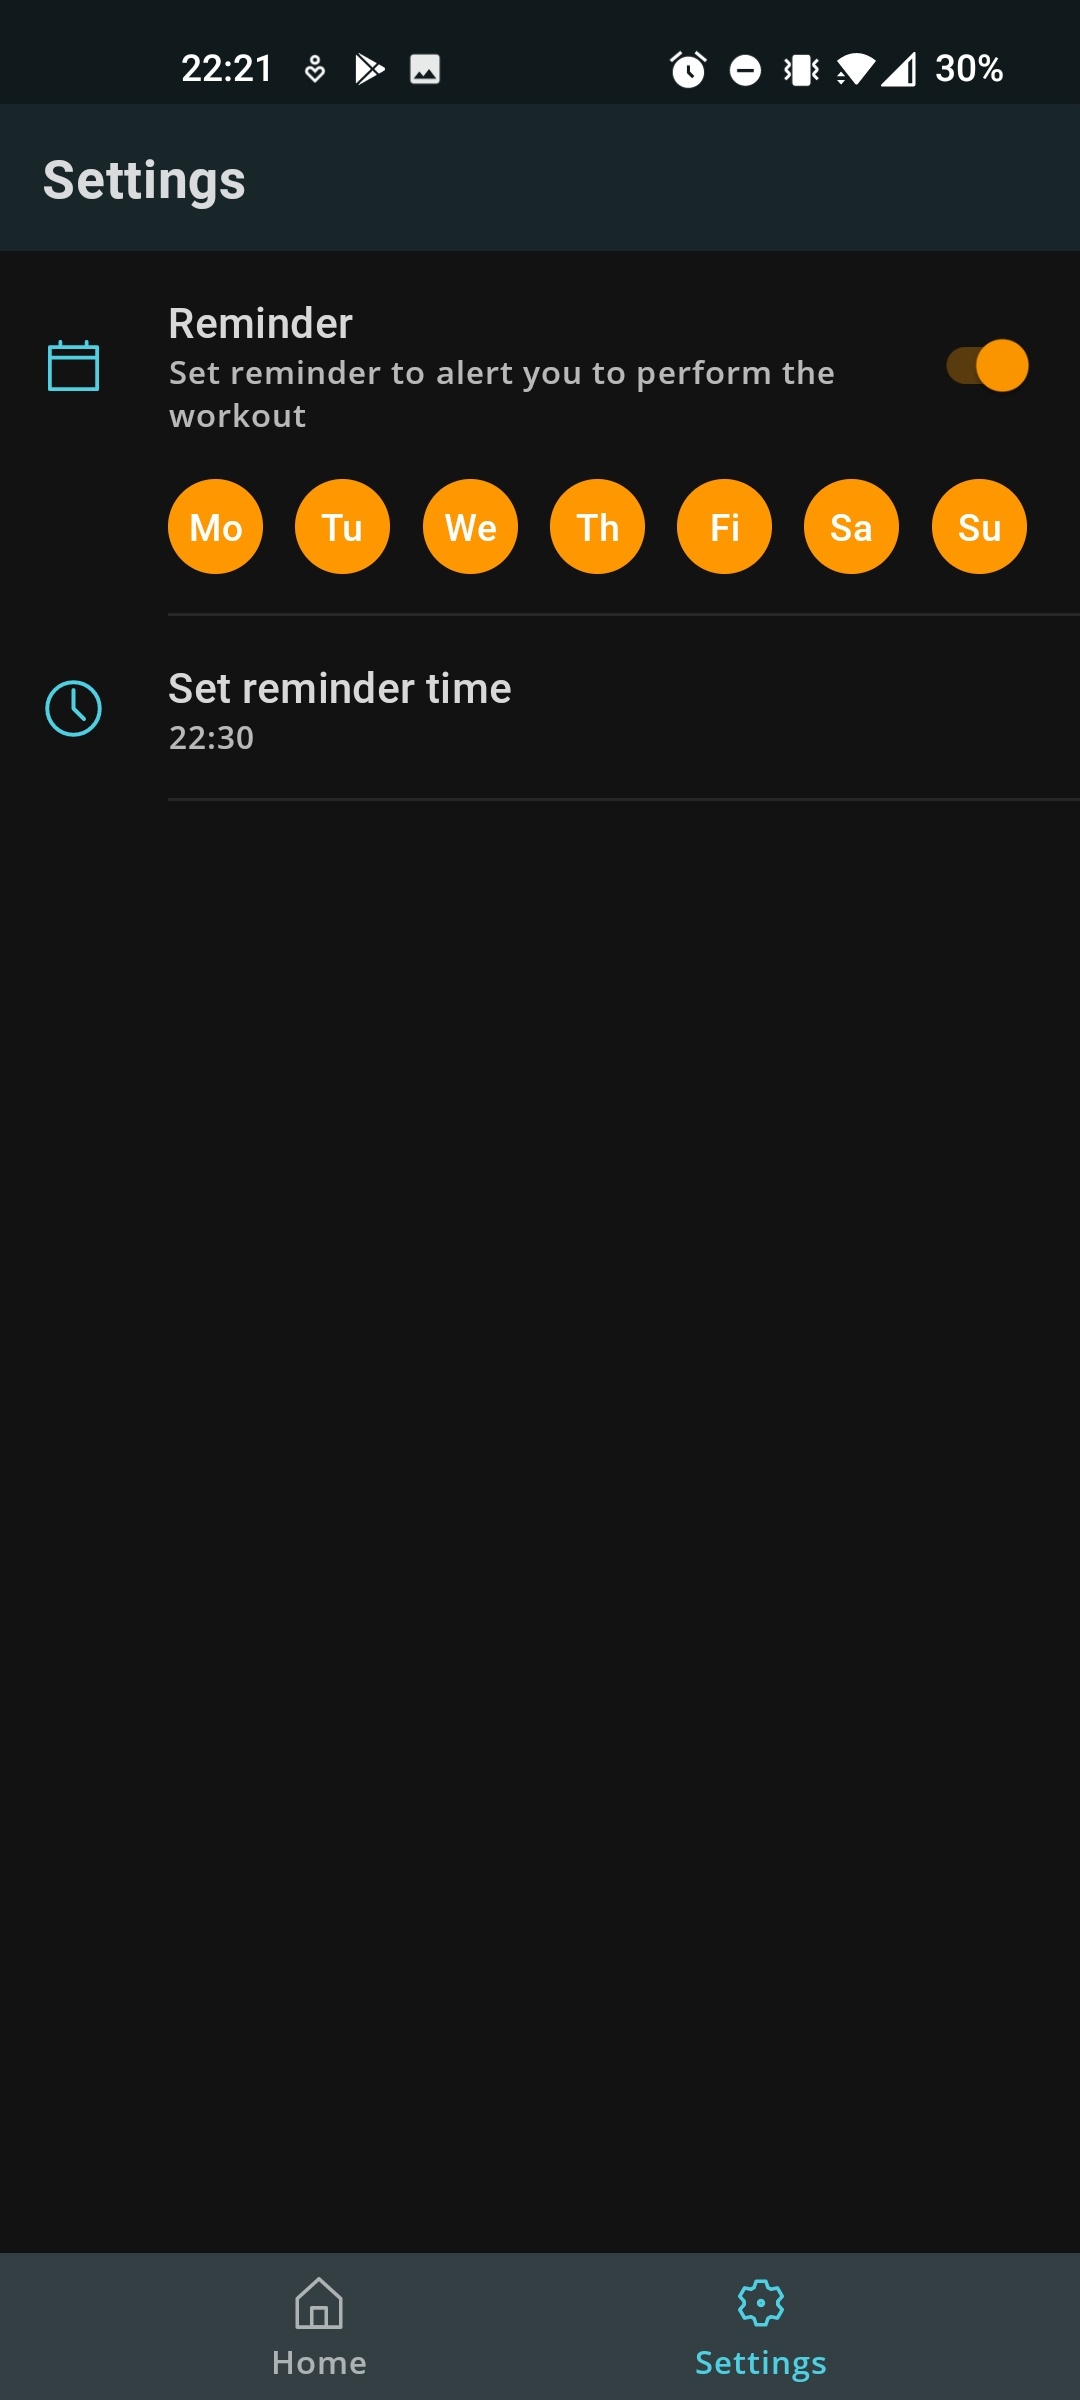 22:21
30%
Settings
Reminder
Set reminder to alert you to perform the
workout
Mo Tu We Th Fi Sa Su
Set reminder time
22:30
Home Settings